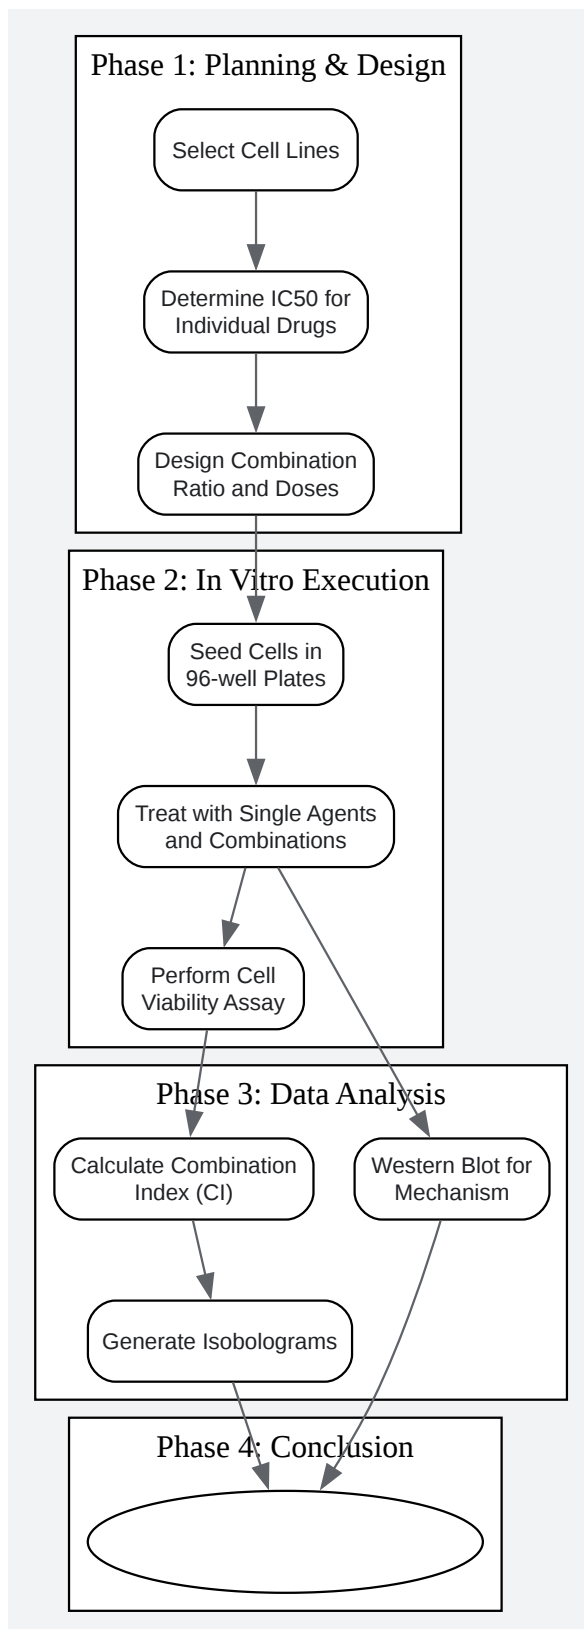 Phase 1: Planning & Design
Select Cell Lines
Determine IC50 for
Individual Drugs
Design Combination
Ratio and Doses
Phase 2: In Vitro Execution
Seed Cells in
96-well Plates
Treat with Single Agents
and Combinations
Perform Cell
Viability Assay
Phase 3: Data Analysis
Calculate Combination
Index (CI)
Western Blot for
Mechanism
Generate Isobolograms
Phase 4: Conclusion